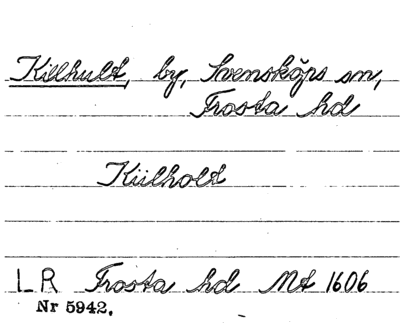 Killhult, by, Svensköps sn,
Frosta hd
Kiilholt
LR Frosta hd Mt 1606
Nr 5942.